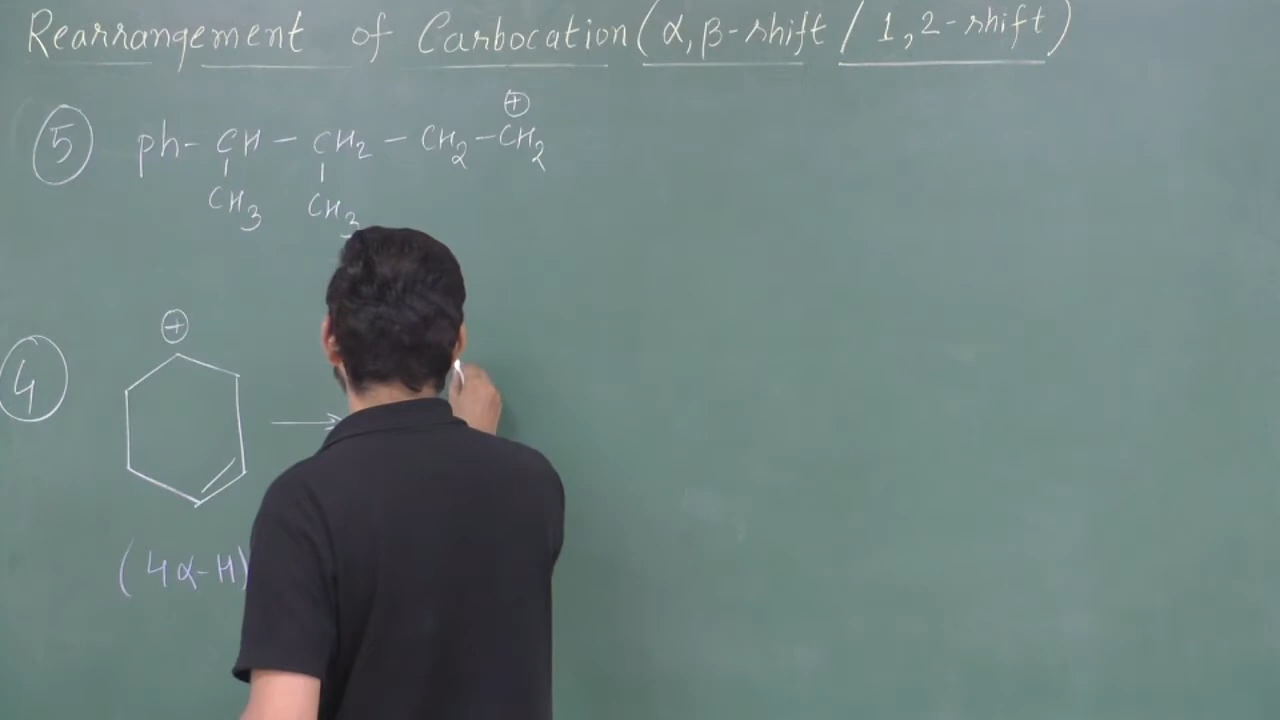 Rearrangement of Carbocation (α, β-shift / 1,2-shift)
⊕
5 ph-CH-CH2-CH2-CH2
CH3 CH3
⊕
4 →
(4α-H)